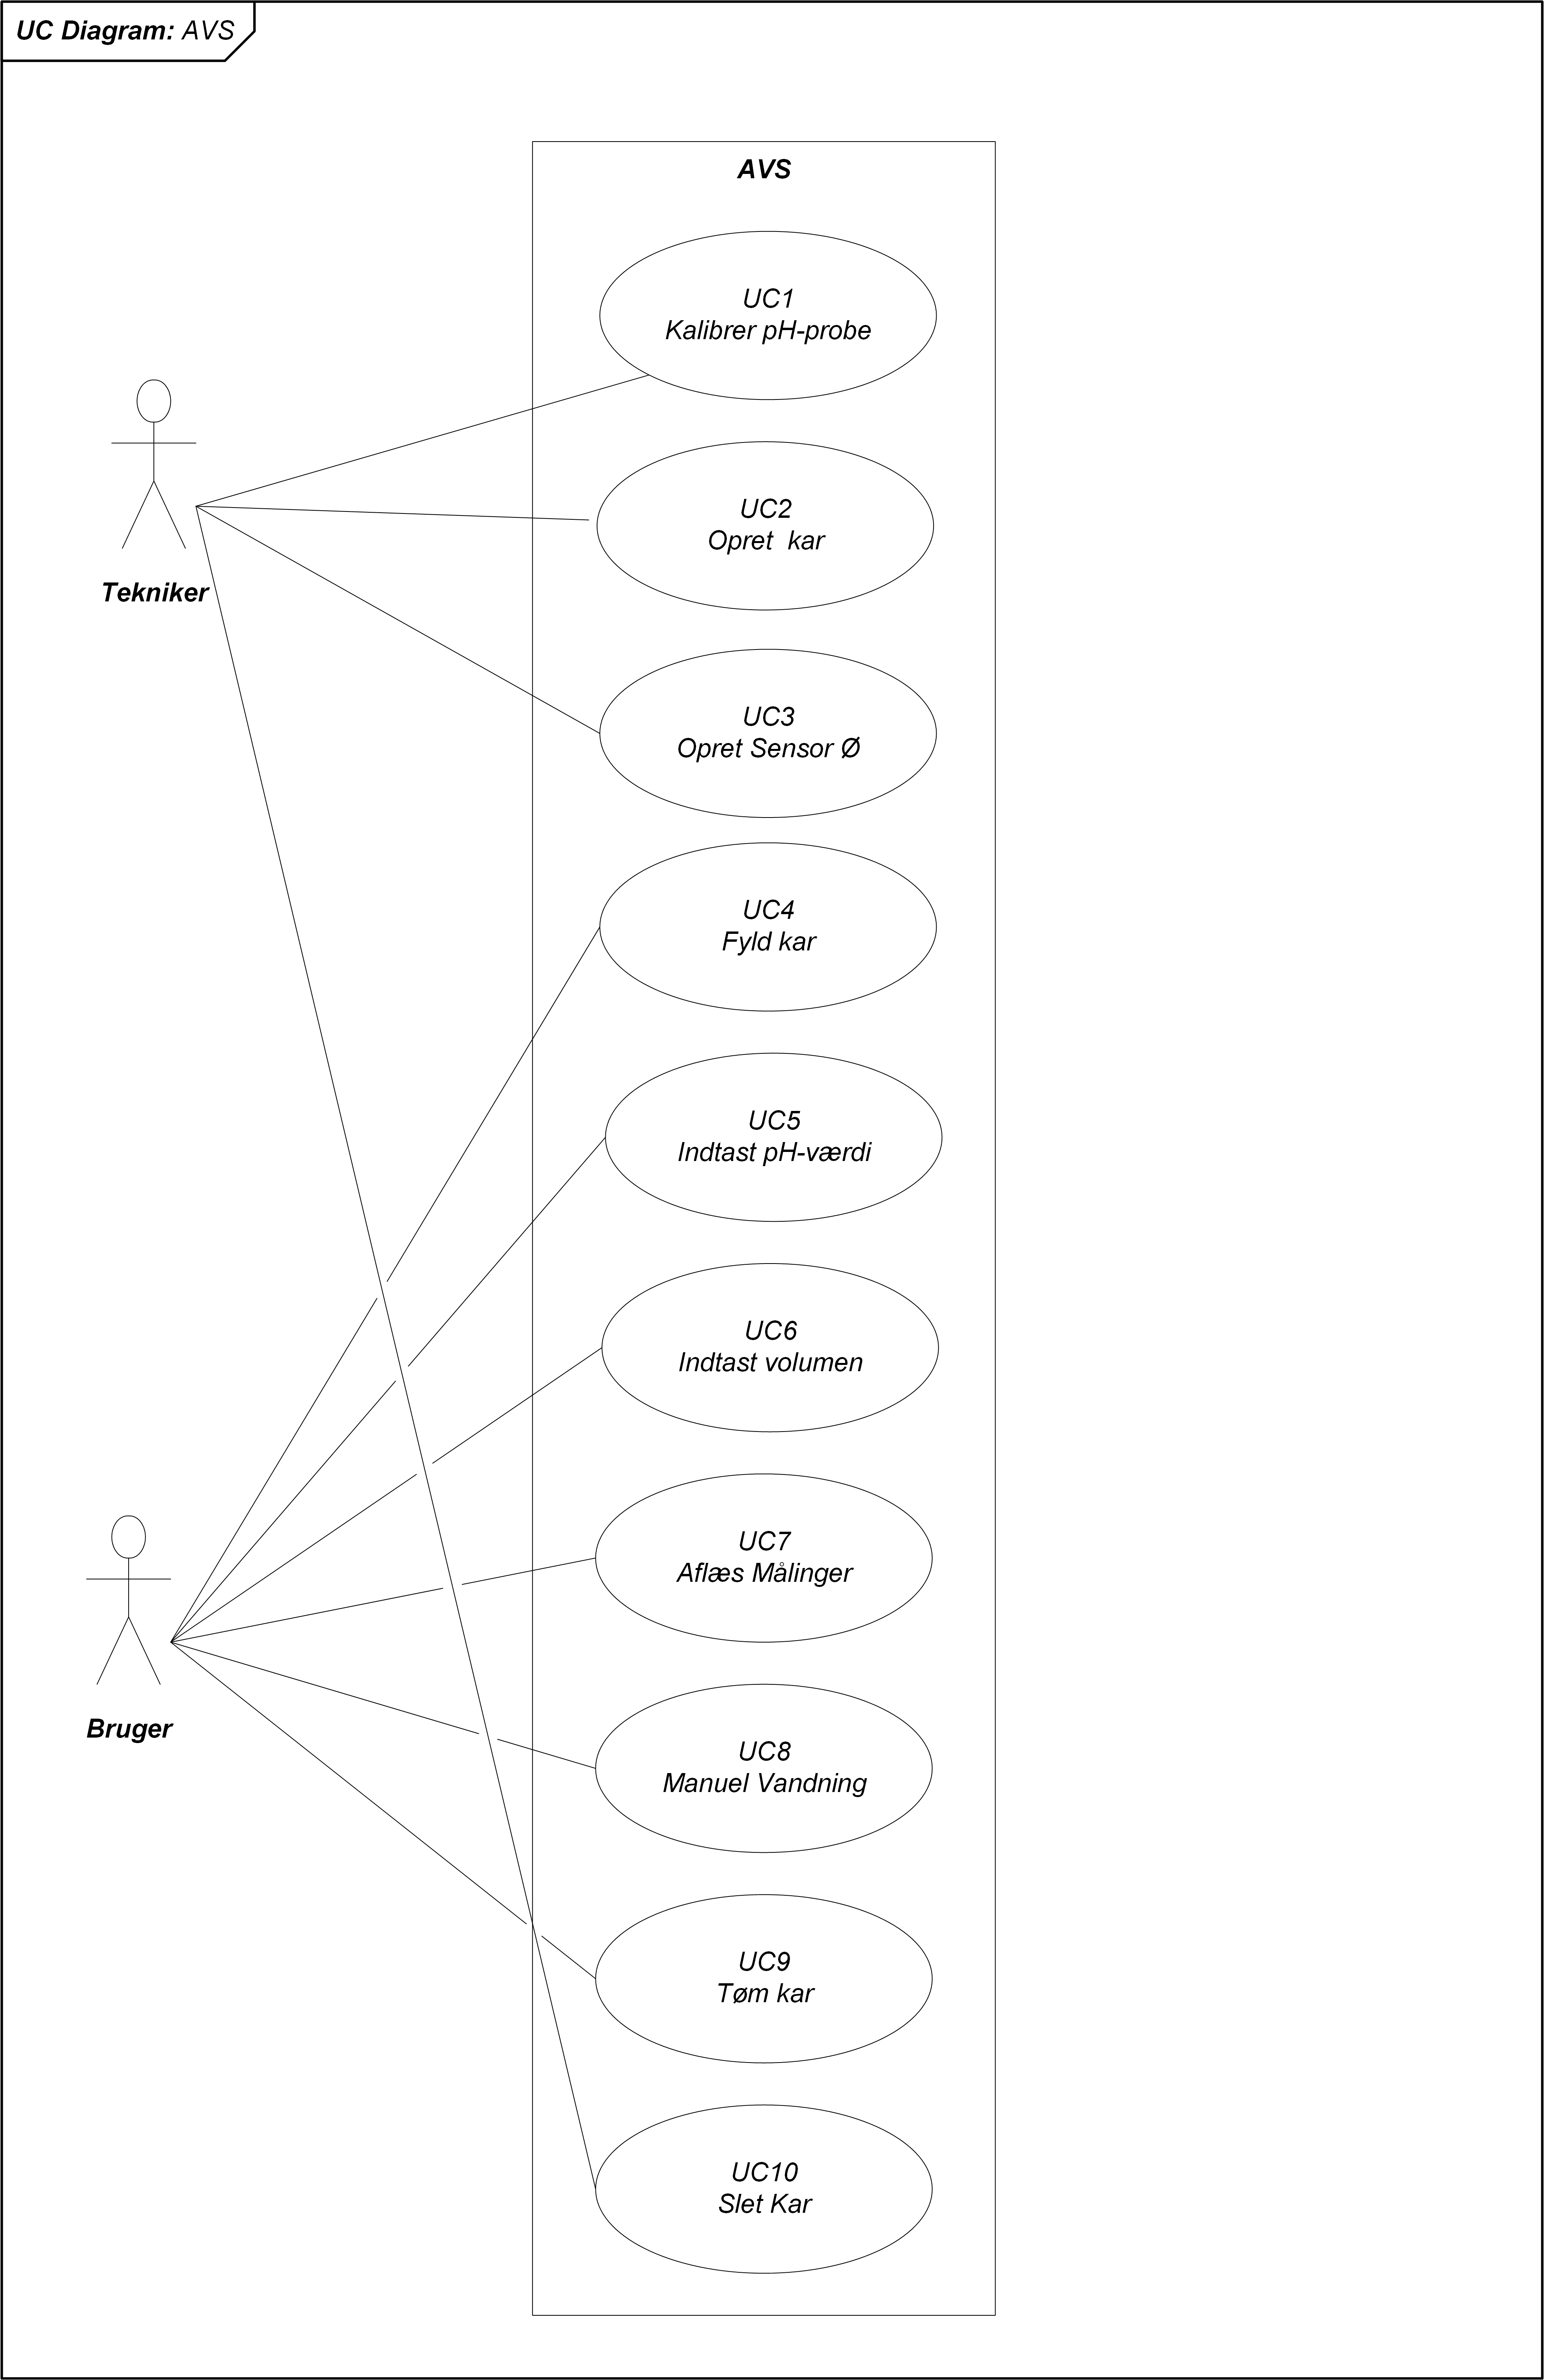 UC Diagram: AVS
AVS
UC1
Kalibrer pH-probe
UC2
Opret  kar
Tekniker
UC3
Opret Sensor Ø
UC4
Fyld kar
UC5
Indtast pH-værdi
UC6
Indtast volumen
UC7
Aflæs Målinger
Bruger
UC8
Manuel Vandning
UC9
Tøm kar
UC10
Slet Kar